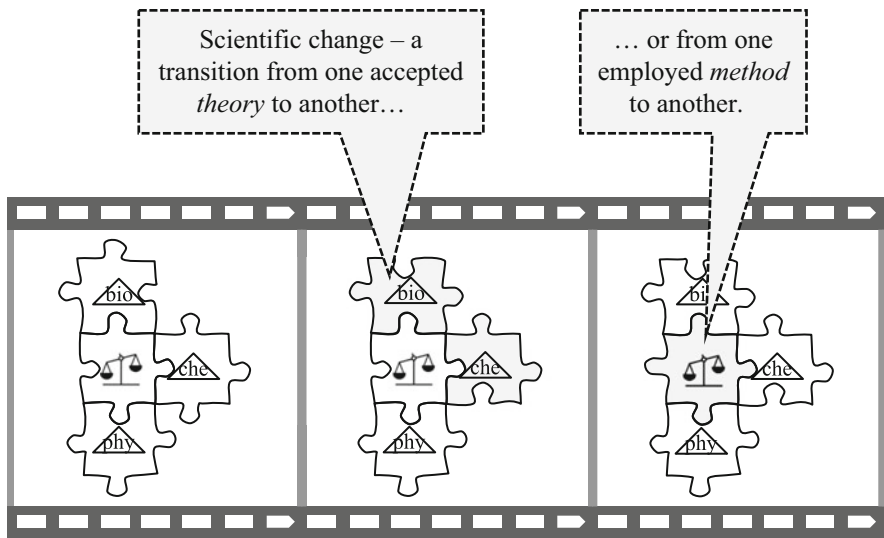 Scientific change – a
transition from one accepted
theory to another…
… or from one
employed method
to another.
bio
che
phy
bio
che
phy
bi
che
phy